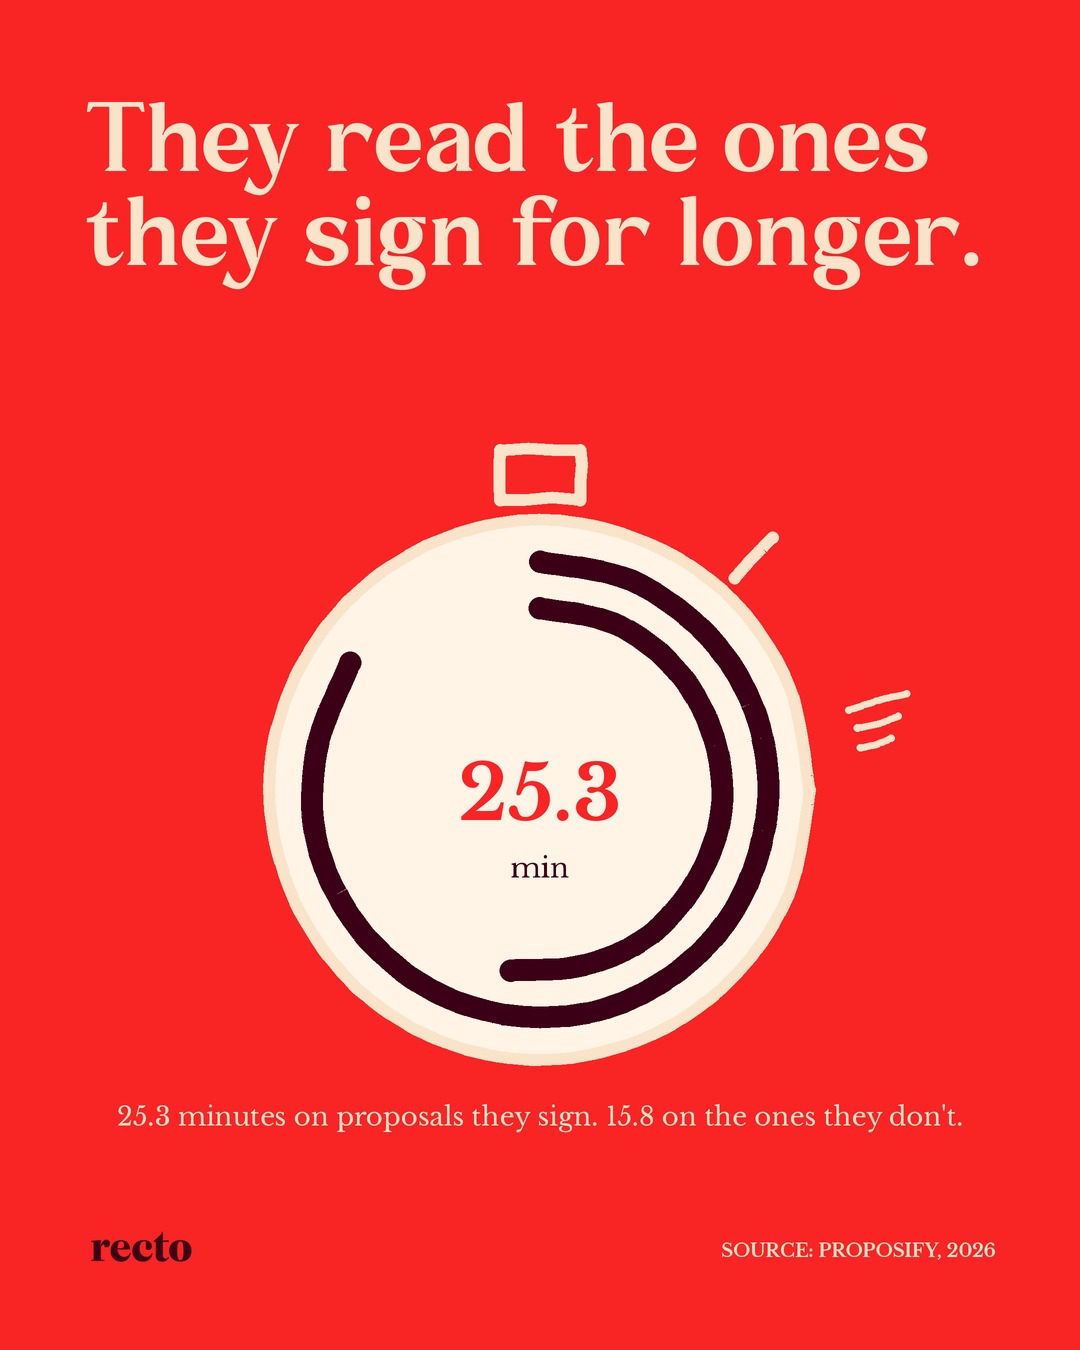 They read the ones
they sign for longer.
25.3
min
25.3 minutes on proposals they sign. 15.8 on the ones they don't.
recto
SOURCE: PROPOSIFY, 2026